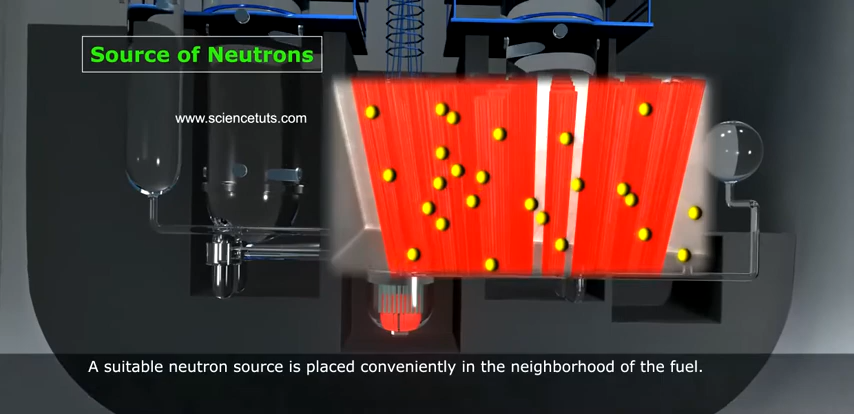 Source of Neutrons
www.sciencetuts.com
A suitable neutron source is placed conveniently in the neighborhood of the fuel.